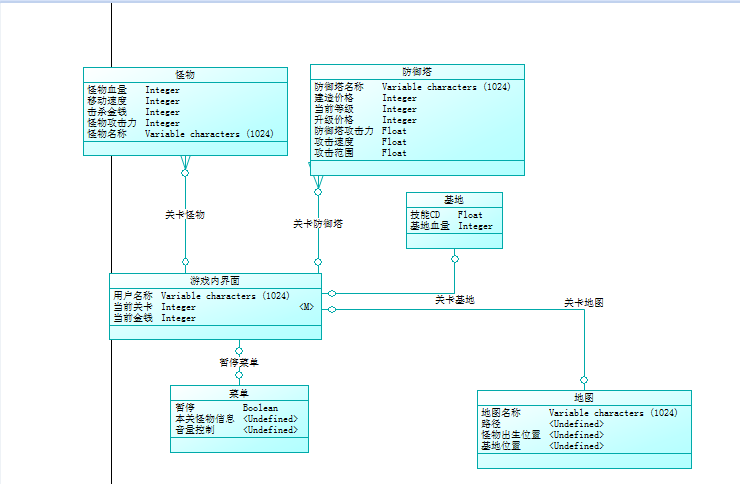 怪物
怪物血量 Integer
移动速度 Integer
击杀金钱 Integer
怪物攻击力 Integer
怪物名称 Variable characters (1024)
防御塔
防御塔名称 Variable characters (1024)
建造价格 Integer
当前等级 Integer
升级价格 Integer
防御塔攻击力 Float
攻击速度 Float
攻击范围 Float
关卡怪物
关卡防御塔
基地
技能CD Float
基地血量 Integer
游戏内界面
用户名称 Variable characters (1024)
当前关卡 Integer <M>
当前金钱 Integer
关卡基地
关卡地图
暂停菜单
菜单
暂停 Boolean
本关怪物信息 <Undefined>
音量控制 <Undefined>
地图
地图名称 Variable characters (1024)
路径 <Undefined>
怪物出生位置 <Undefined>
基地位置 <Undefined>